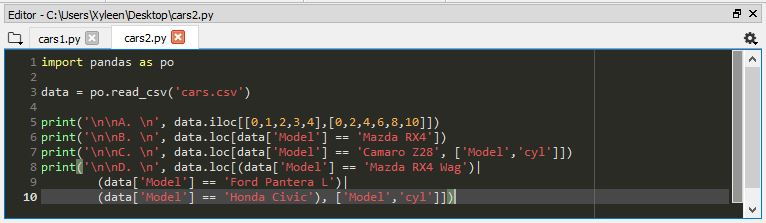 Editor - C:\Users\Xyleen\Desktop\cars2.py
cars1.py cars2.py
1 import pandas as po
2
3 data = po.read_csv('cars.csv')
4
5 print('\n\nA. \n', data.iloc[[0,1,2,3,4],[0,2,4,6,8,10]])
6 print('\n\nB. \n', data.loc[data['Model'] == 'Mazda RX4'])
7 print('\n\nC. \n', data.loc[data['Model'] == 'Camaro Z28', ['Model','cyl']])
8 print('\n\nD. \n', data.loc[(data['Model'] == 'Mazda RX4 Wag')|
9 (data['Model'] == 'Ford Pantera L')|
10 (data['Model'] == 'Honda Civic'), ['Model','cyl']])